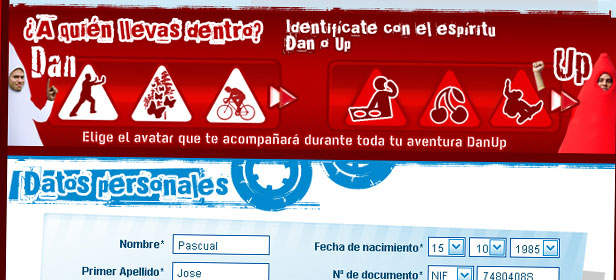 ¿A quién llevas dentro?
Identifícate con el espíritu
Dan o Up
Dan
Up
Elige el avatar que te acompañará durante toda tu aventura DanUp
Datos personales
Nombre* Pascual
Fecha de nacimiento* 15 10 1985
Primer Apellido* Jose
Nº de documento* NIF 7480408S